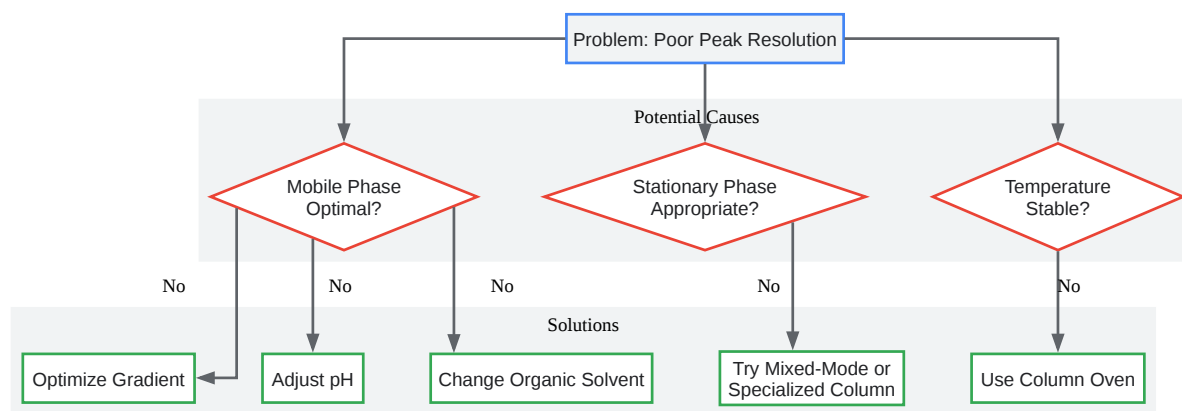 Problem: Poor Peak Resolution
Potential Causes
Mobile Phase
Optimal?
Stationary Phase
Appropriate?
Temperature
Stable?
No
No
No
No
No
Solutions
Optimize Gradient
Adjust pH
Change Organic Solvent
Try Mixed-Mode or
Specialized Column
Use Column Oven